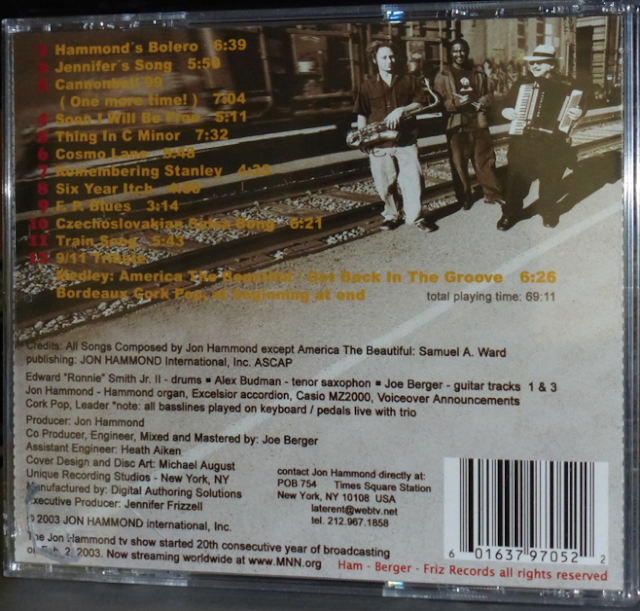 1 Hammond's Bolero 6:39
2 Jennifer's Song 5:50
3 Cannonball 99
( One more time! ) 7:04
4 Soon I Will Be Free 5:11
5 Thing In C Minor 7:32
6 Cosmo Lane 5:48
7 Remembering Stanley
8 Six Year Itch
9 F. P. Blues 3:14
10 Czechoslovakian Salsa Song 6:21
11 Train Song 5:43
12 9/11 Tribute
Medley: America The Beautiful / Get Back In The Groove 6:26
Bordeaux Cork Pop, at beginning at end
total playing time: 69:11
Credits: All Songs Composed by Jon Hammond except America The Beautiful: Samuel A. Ward
publishing: JON HAMMOND International, Inc. ASCAP
Edward "Ronnie" Smith Jr. II - drums ▪ Alex Budman - tenor saxophon ▪ Joe Berger - guitar tracks 1 & 3
Jon Hammond - Hammond organ, Excelsior accordion, Casio MZ2000, Voiceover Announcements
Cork Pop, Leader *note: all basslines played on keyboard / pedals live with trio
Producer: Jon Hammond
Co Producer, Engineer, Mixed and Mastered by: Joe Berger
Assistant Engineer: Heath Aiken
Cover Design and Disc Art: Michael August
Unique Recording Studios - New York, NY
Manufactured by: Digital Authoring Solutions
Executive Producer: Jennifer Frizzell
© 2003 JON HAMMOND international, Inc.
The Jon Hammond tv show started 20th consecutive year of broadcasting
on Feb. 2, 2003. Now streaming worldwide at www.MNN.org
contact Jon Hammond directly at:
POB 754 Times Square Station
New York, NY 10108 USA
laterent@webtv.net
tel. 212.967.1858
6 01637 97052 2
Ham - Berger - Friz Records all rights reserved